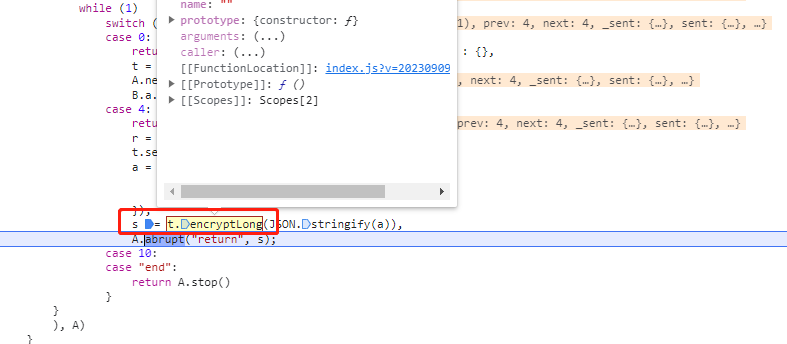 while (1)
name: ""
switch (
prototype: {constructor: ƒ}
1), prev: 4, next: 4, _sent: {…}, sent: {…}, …}
case 0:
arguments: (...)
caller: (...)
retu
: {},
t =
[[FunctionLocation]]: index.js?v=20230909
A.ne
[[Prototype]]: ƒ ()
, next: 4, _sent: {…}, sent: {…}, …}
B.a.
[[Scopes]]: Scopes[2]
case 4:
retu
prev: 4, next: 4, _sent: {…}, sent: {…}, …}
r =
t.se
a =
}),
s = t.encryptLong(JSON.stringify(a)),
A.abrupt("return", s);
case 10:
case "end":
return A.stop()
}
}
), A)
}